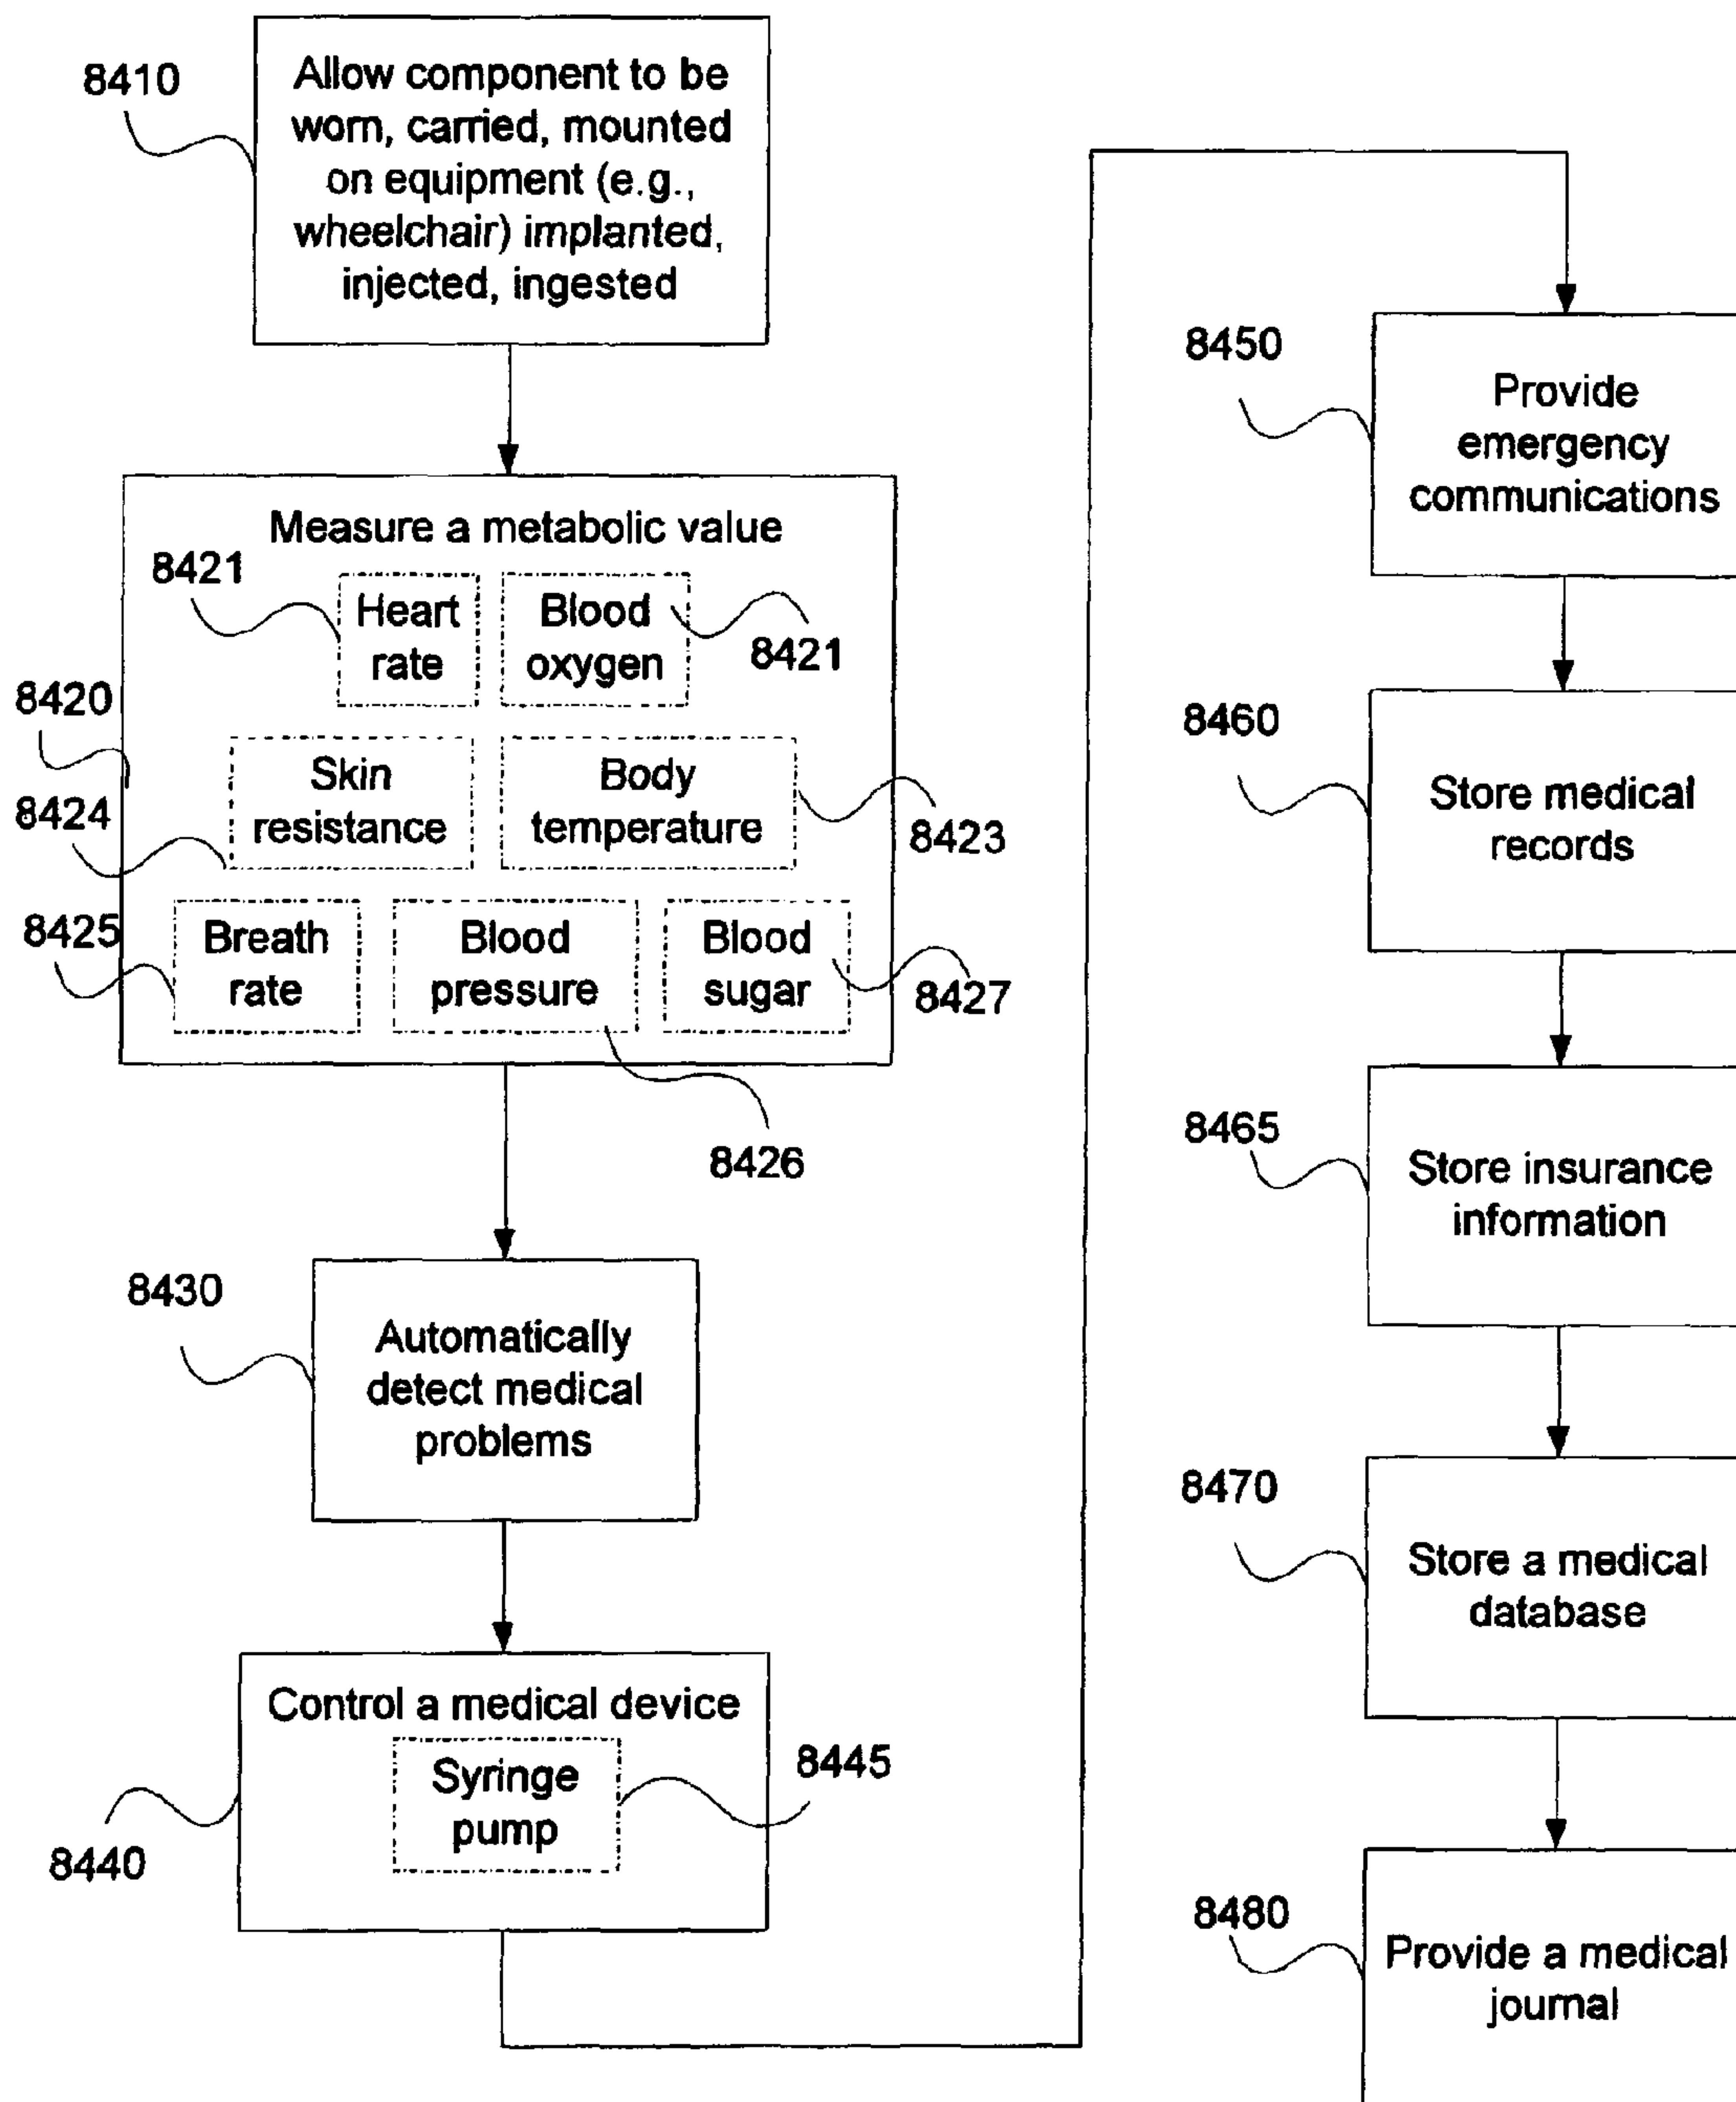 8410
Allow component to be
worn, carried, mounted
on equipment (e.g.,
wheelchair) implanted,
injected, ingested
8420
Measure a metabolic value
8421
Heart
rate
Blood
oxygen
8421
8424
Skin
resistance
Body
temperature
8423
8425
Breath
rate
Blood
pressure
8426
Blood
sugar
8427
8430
Automatically
detect medical
problems
8440
Control a medical device
Syringe
pump
8445
8450
Provide
emergency
communications
8460
Store medical
records
8465
Store insurance
information
8470
Store a medical
database
8480
Provide a medical
journal